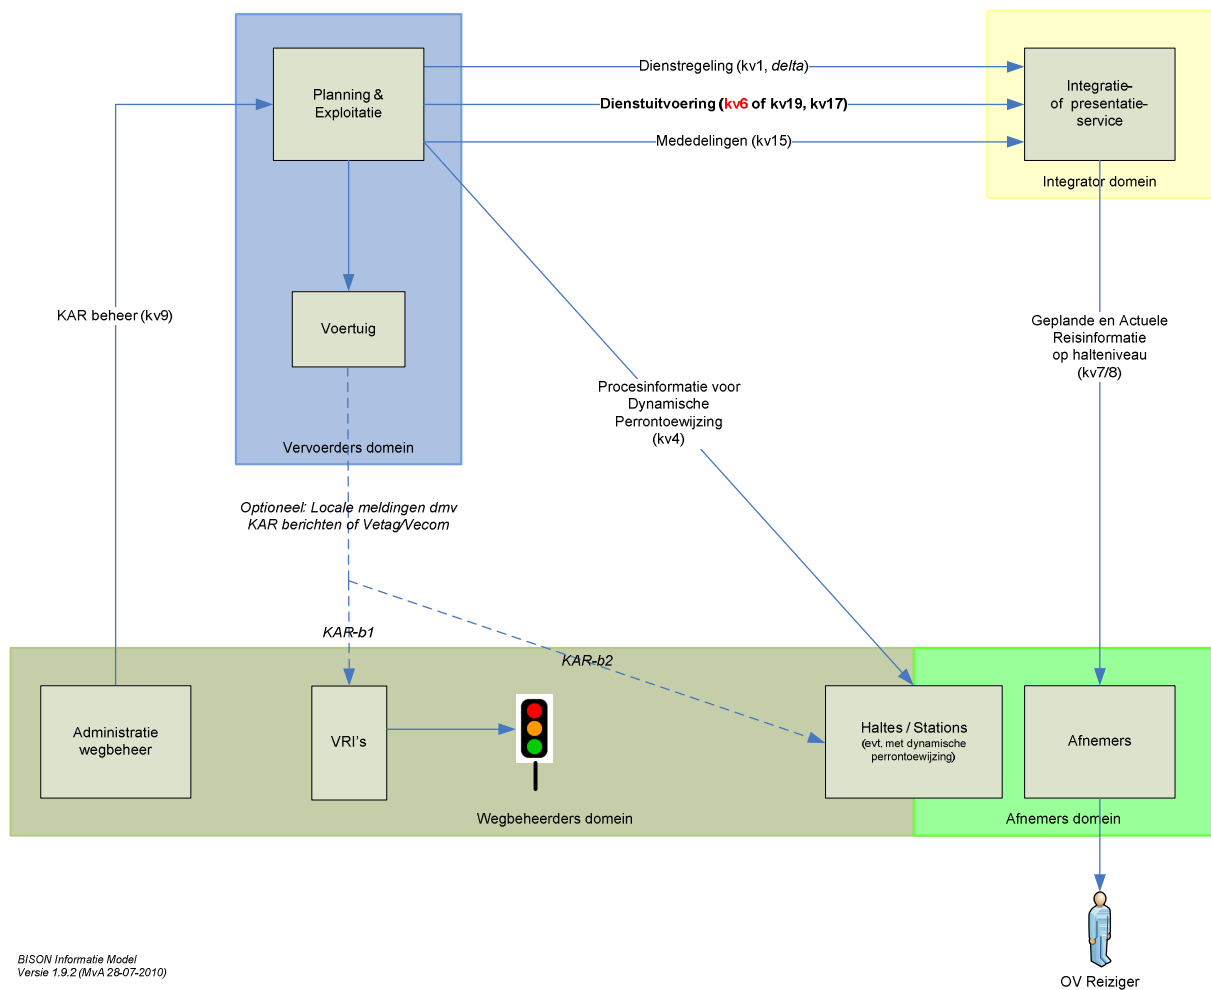 Planning &
Exploitatie
Dienstregeling (kv1, delta)
Dienstuitvoering (kv6 of kv19, kv17)
Mededelingen (kv15)
Integratie-
of presentatie-
service
Integrator domein
KAR beheer (kv9)
Voertuig
Vervoerders domein
Geplande en Actuele
Reisinformatie
op halteniveau
(kv7/8)
Procesinformatie voor
Dynamische
Perrontoewijzing
(kv4)
Optioneel: Locale meldingen dmv
KAR berichten of Vetag/Vecom
KAR-b1
KAR-b2
Administratie
wegbeheer
VRI's
Haltes / Stations
(evt. met dynamische
perrontoewijzing)
Afnemers
Wegbeheerders domein
Afnemers domein
OV Reiziger
BISON Informatie Model
Versie 1.9.2 (MvA 28-07-2010)